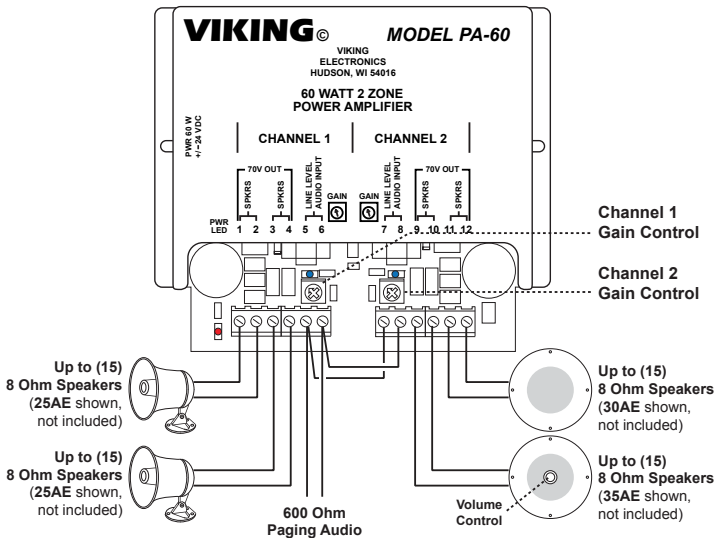 VIKING©
MODEL PA-60
VIKING
ELECTRONICS
HUDSON, WI 54016
60 WATT 2 ZONE
POWER AMPLIFIER
PWR 60 W
+/–24 VDC
CHANNEL 1
CHANNEL 2
70V OUT
SPKRS
SPKRS
LINE LEVEL
AUDIO INPUT
GAIN
GAIN
LINE LEVEL
AUDIO INPUT
70V OUT
SPKRS
SPKRS
PWR
LED
1 2 3 4 5 6 7 8 9 10 11 12
Channel 1
Gain Control
Channel 2
Gain Control
Up to (15)
8 Ohm Speakers
(25AE shown,
not included)
Up to (15)
8 Ohm Speakers
(30AE shown,
not included)
Up to (15)
8 Ohm Speakers
(25AE shown,
not included)
600 Ohm
Paging Audio
Volume
Control
Up to (15)
8 Ohm Speakers
(35AE shown,
not included)